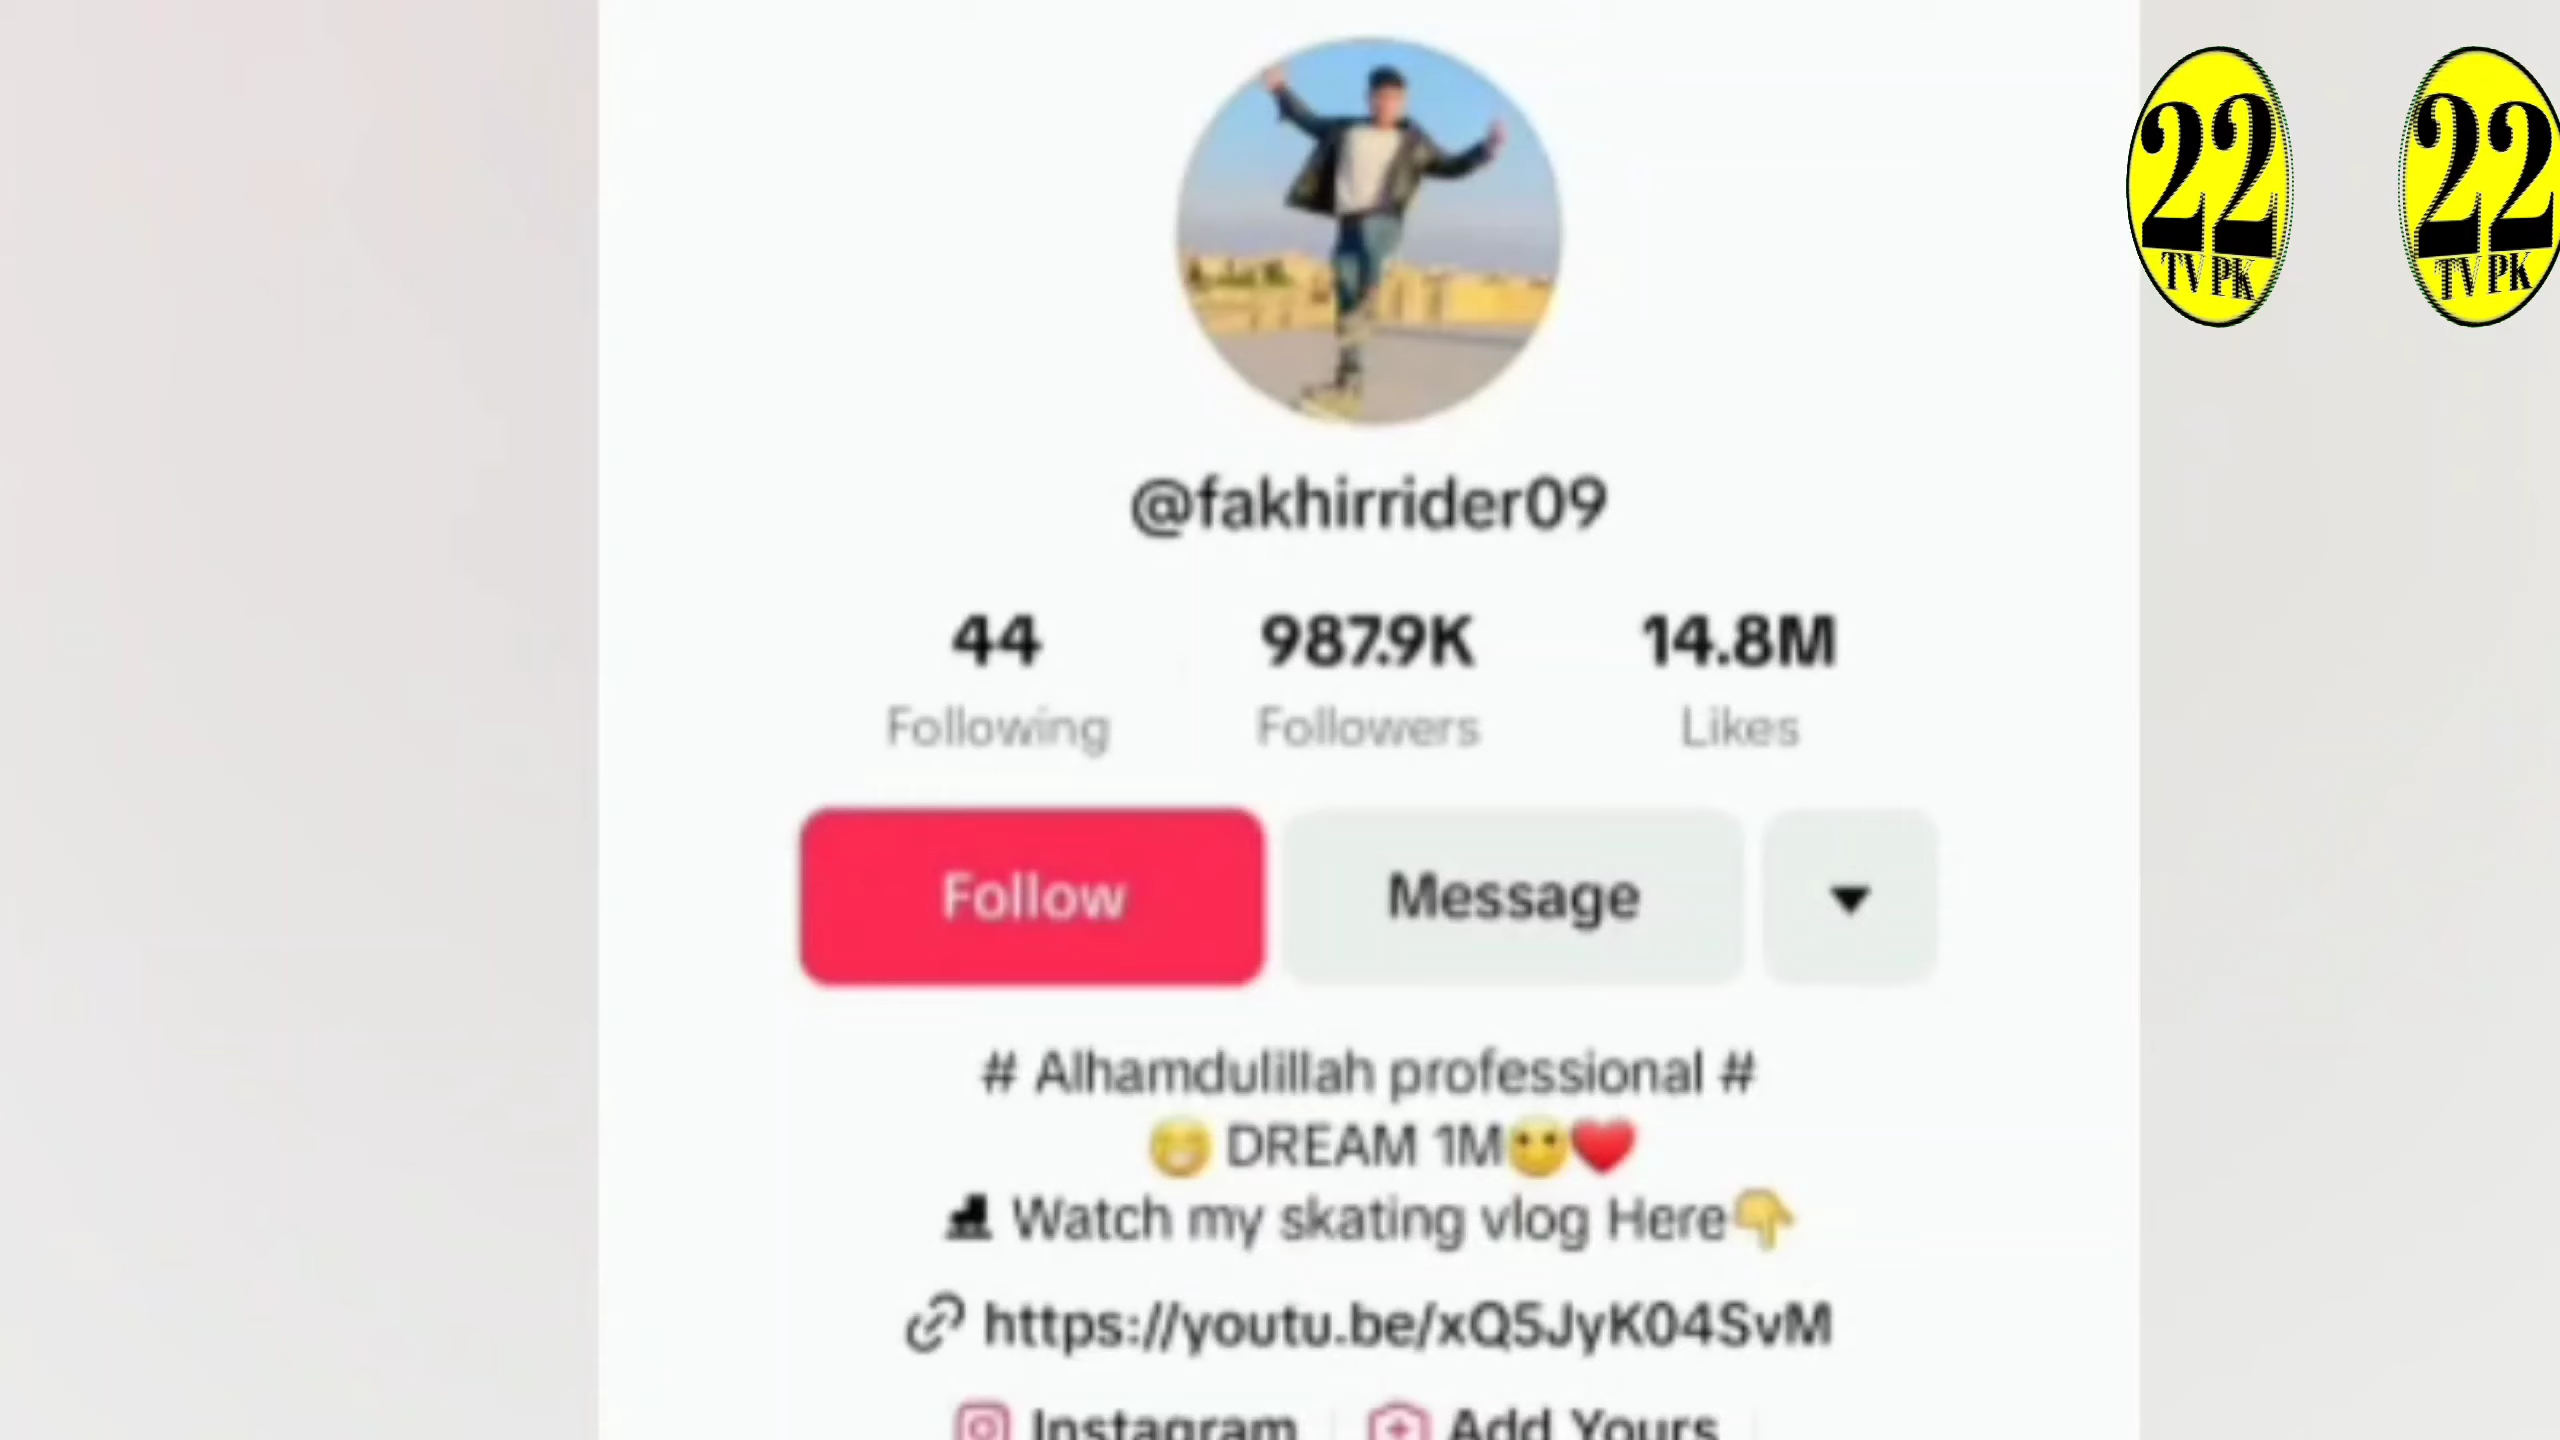 22 22
TV PK TV PK
@fakhirrider09
44 987.9K 14.8M
Following Followers Likes
Follow Message
# Alhamdulillah professional #
😁 DREAM 1M😶❤️
⛸ Watch my skating vlog Here👇
https://youtu.be/xQ5JyK04SvM
Instagram Add Yours